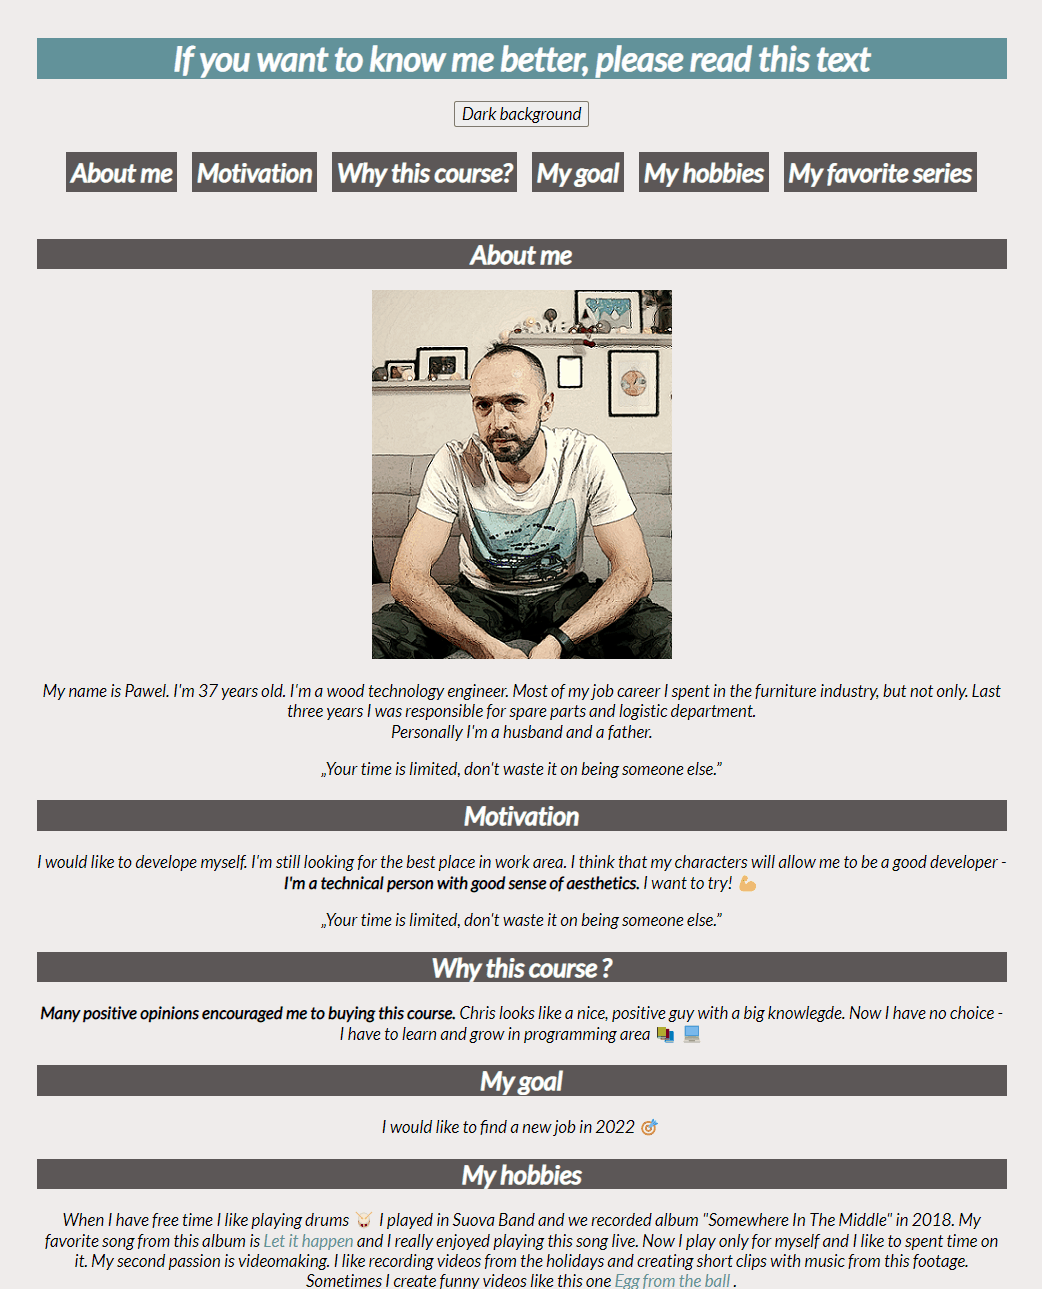 If you want to know me better, please read this text
Dark background
About me Motivation Why this course? My goal My hobbies My favorite series
About me
My name is Pawel. I'm 37 years old. I'm a wood technology engineer. Most of my job career I spent in the furniture industry, but not only. Last
three years I was responsible for spare parts and logistic department.
Personally I'm a husband and a father.
„Your time is limited, don't waste it on being someone else.”
Motivation
I would like to develope myself. I'm still looking for the best place in work area. I think that my characters will allow me to be a good developer -
I'm a technical person with good sense of aesthetics. I want to try! 💪
„Your time is limited, don't waste it on being someone else.”
Why this course ?
Many positive opinions encouraged me to buying this course. Chris looks like a nice, positive guy with a big knowlegde. Now I have no choice -
I have to learn and grow in programming area 📚 💻
My goal
I would like to find a new job in 2022 🎯
My hobbies
When I have free time I like playing drums 🥁 I played in Suova Band and we recorded album "Somewhere In The Middle" in 2018. My
favorite song from this album is Let it happen and I really enjoyed playing this song live. Now I play only for myself and I like to spent time on
it. My second passion is videomaking. I like recording videos from the holidays and creating short clips with music from this footage.
Sometimes I create funny videos like this one Egg from the ball .